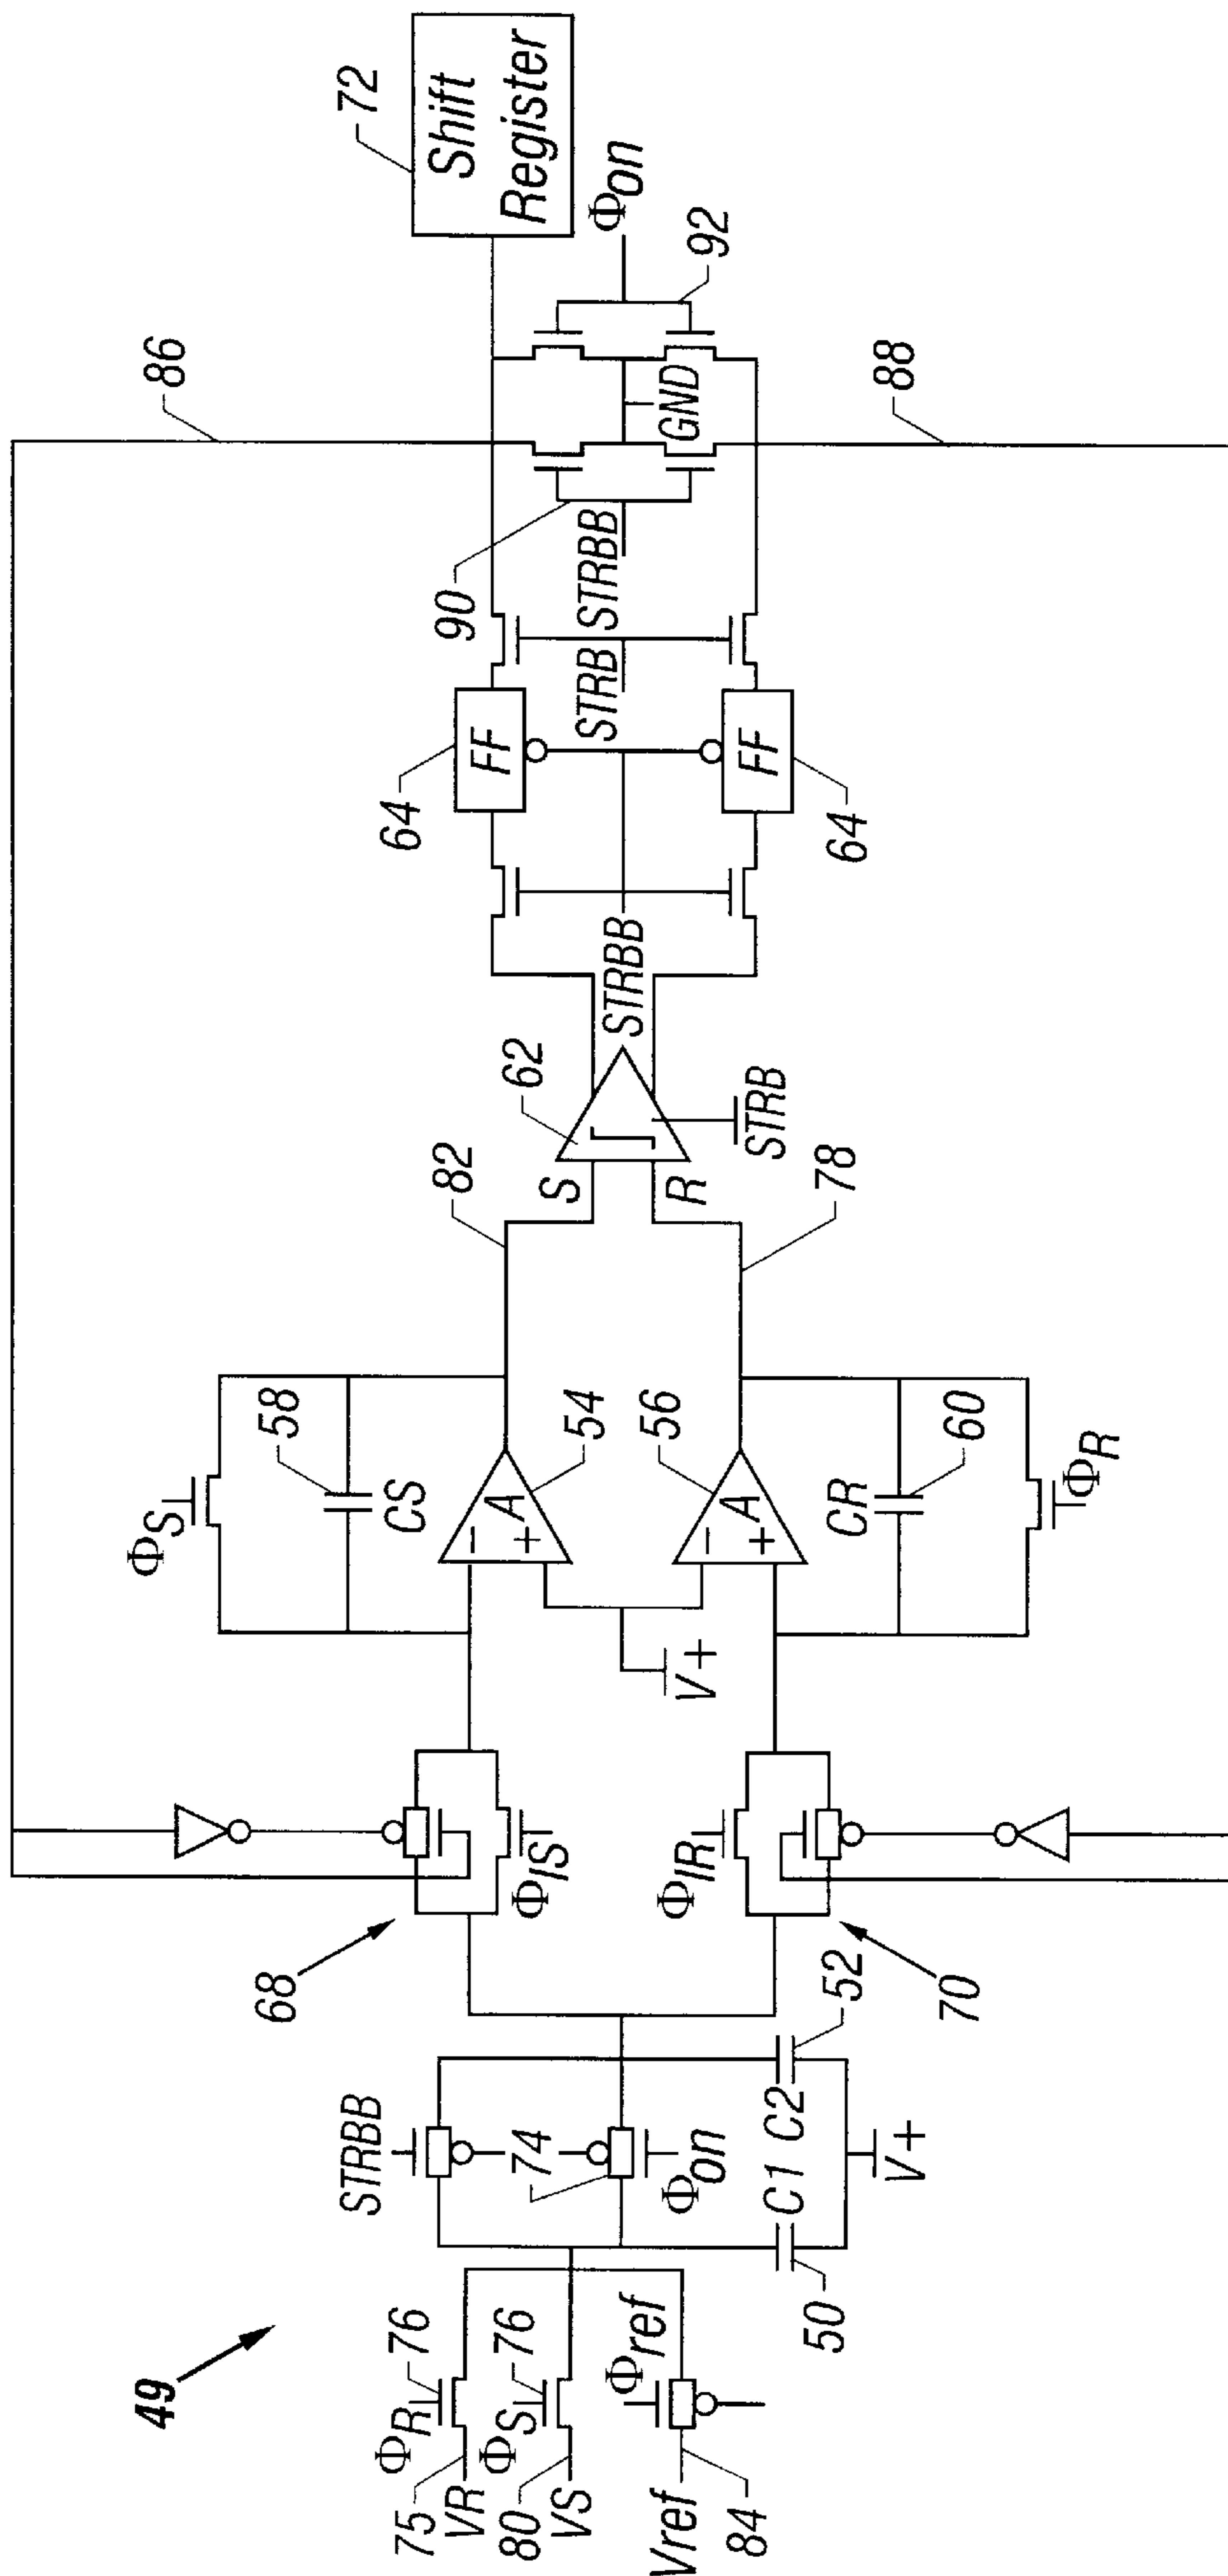 49
75
VR
ΦR
76
80
VS
ΦS
76
Vref
84
Φref
STRBB
74
Φon
50
C1
C2
52
V+
68
ΦIS
ΦIR
70
ΦS
58
CS
V+
−
+
A
54
−
+
A
56
CR
60
ΦR
82
78
S
R
62
STRB
STRBB
64
FF
FF
64
STRB
STRBB
90
86
GND
88
92
Φon
72
Shift
Register